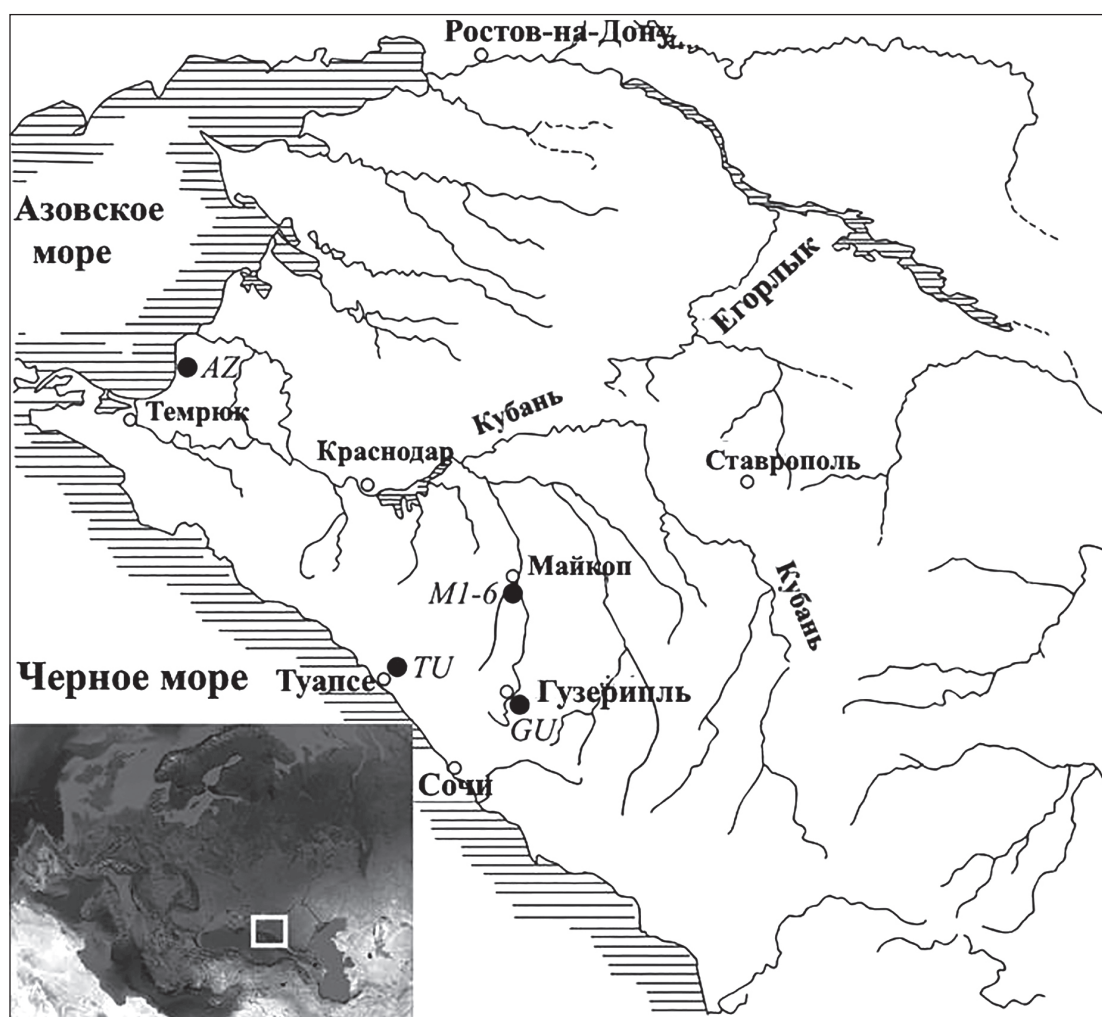 Ростов-на-Дону
Азовское
море
Егорлык
AZ
Темрюк
Кубань
Краснодар
Ставрополь
Майкоп
M1-6
Кубань
Черное море
Туапсе
TU
Гузерипль
GU
Сочи